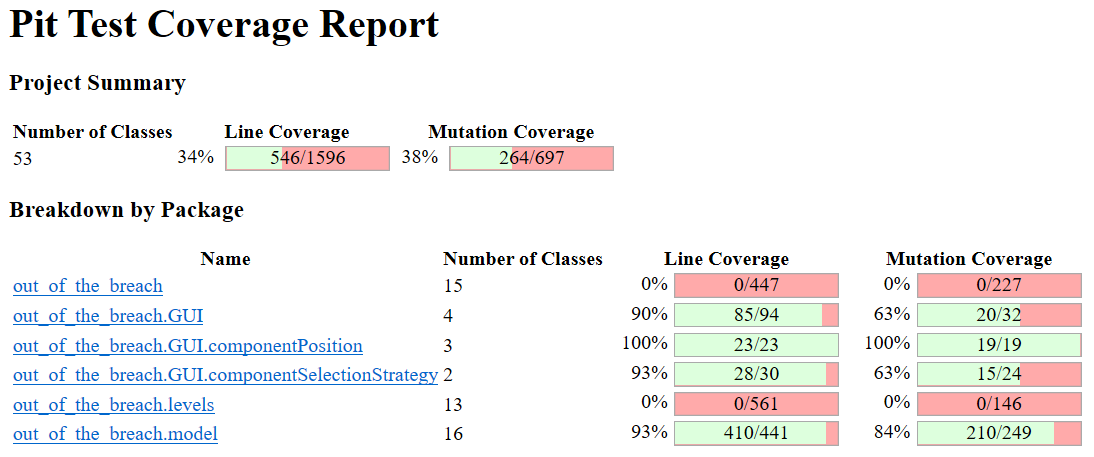 Pit Test Coverage Report
Project Summary
Number of Classes Line Coverage Mutation Coverage
53 34% 546/1596 38% 264/697
Breakdown by Package
Name Number of Classes Line Coverage Mutation Coverage
out_of_the_breach 15 0% 0/447 0% 0/227
out_of_the_breach.GUI 4 90% 85/94 63% 20/32
out_of_the_breach.GUI.componentPosition 3 100% 23/23 100% 19/19
out_of_the_breach.GUI.componentSelectionStrategy 2 93% 28/30 63% 15/24
out_of_the_breach.levels 13 0% 0/561 0% 0/146
out_of_the_breach.model 16 93% 410/441 84% 210/249